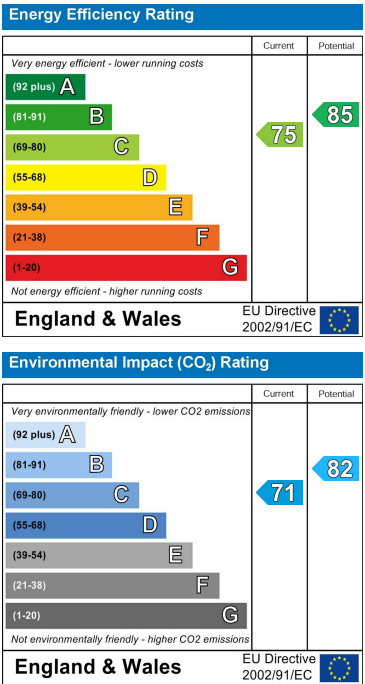 Energy Efficiency Rating
Current Potential
Very energy efficient - lower running costs
(92 plus) A
(81-91) B
(69-80) C
(55-68) D
(39-54) E
(21-38) F
(1-20) G
75
85
Not energy efficient - higher running costs
England & Wales
EU Directive
2002/91/EC
Environmental Impact (CO₂) Rating
Current Potential
Very environmentally friendly - lower CO2 emissions
(92 plus) A
(81-91) B
(69-80) C
(55-68) D
(39-54) E
(21-38) F
(1-20) G
71
82
Not environmentally friendly - higher CO2 emissions
England & Wales
EU Directive
2002/91/EC